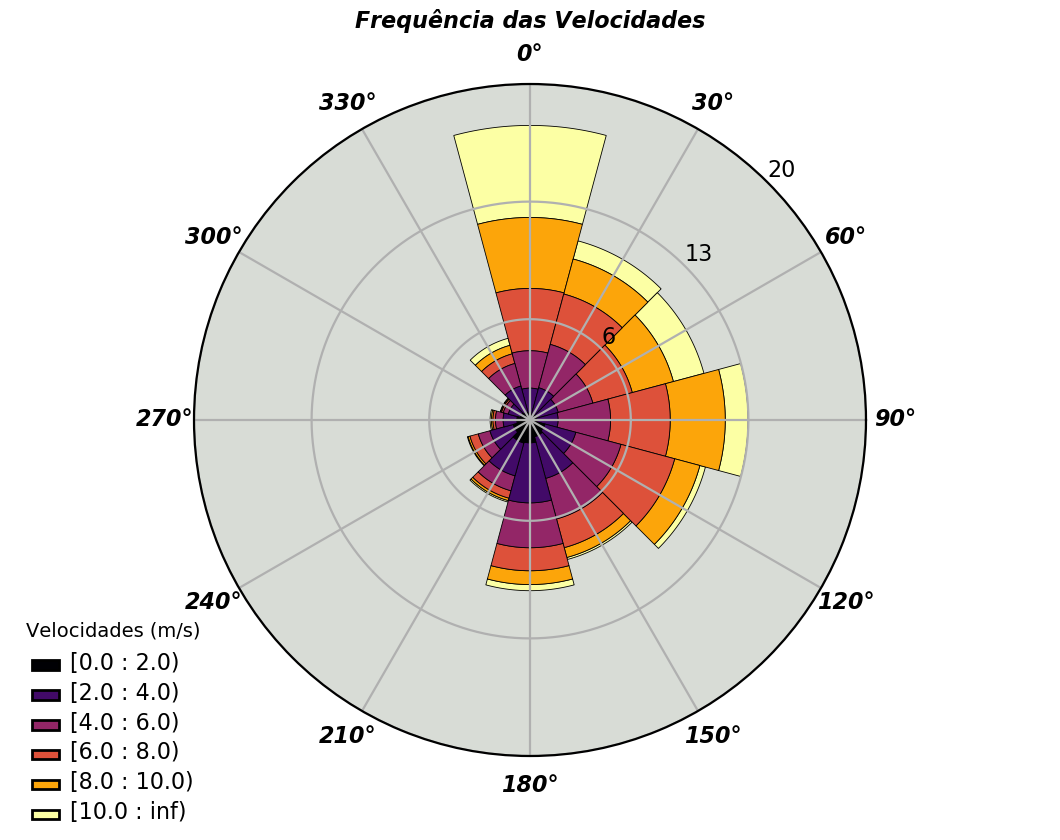 Frequência das Velocidades
0°
330°
30°
20
300°
60°
13
6
270°
90°
240°
120°
Velocidades (m/s)
[0.0 : 2.0)
[2.0 : 4.0)
[4.0 : 6.0)
210°
150°
[6.0 : 8.0)
[8.0 : 10.0)
180°
[10.0 : inf)